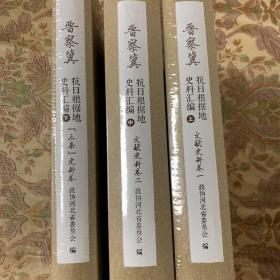 晋察冀
抗日根据地
史料汇编 下
“三亲”史料卷
政协河北省委员会 编
晋察冀
抗日根据地
史料汇编 中
文献史料卷二
政协河北省委员会 编
晋察冀
抗日根据地
史料汇编 上
文献史料卷一
政协河北省委员会 编